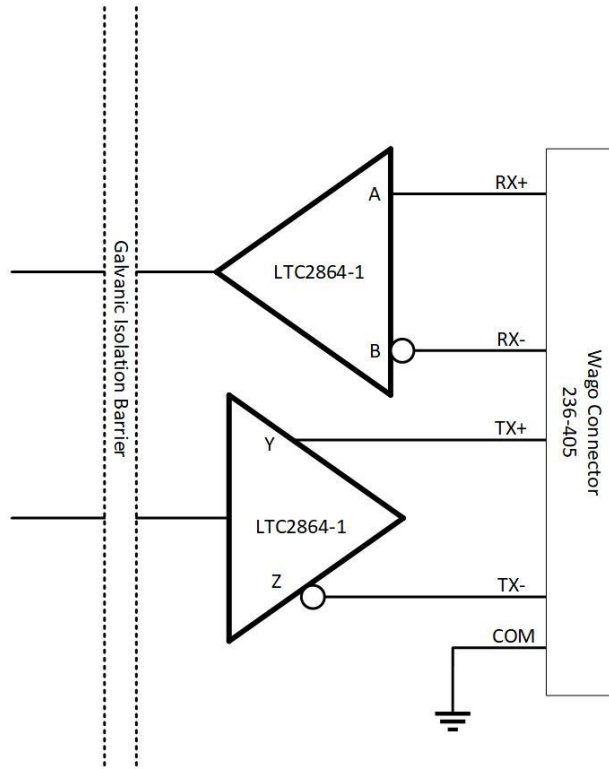 Galvanic Isolation Barrier
A
RX+
LTC2864-1
B
RX-
Y
TX+
LTC2864-1
Z
TX-
COM
Wago Connector
236-405